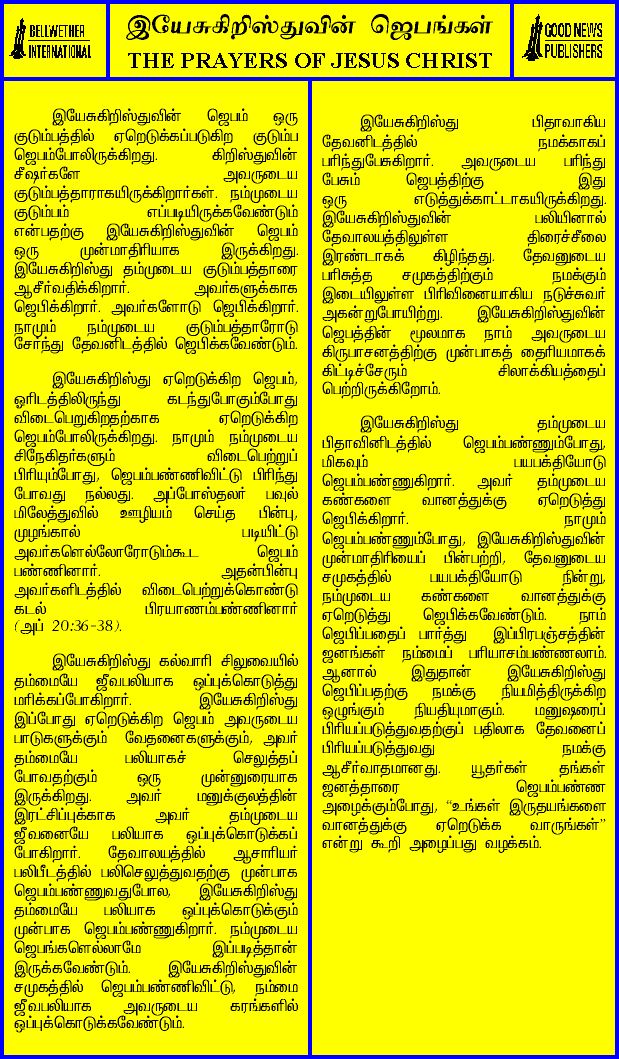 BELLWETHER
INTERNATIONAL
இயேசுகிறிஸ்துவின் ஜெபங்கள்
THE PRAYERS OF JESUS CHRIST
GOOD NEWS
PUBLISHERS
இயேசுகிறிஸ்துவின் ஜெபம் ஒரு
குடும்பத்தில் ஏறெடுக்கப்படுகிற குடும்ப
ஜெபம்போலிருக்கிறது. கிறிஸ்துவின்
சீஷர்களே அவருடைய
குடும்பத்தாராகயிருக்கிறார்கள். நம்முடைய
குடும்பம் எப்படியிருக்கவேண்டும்
என்பதற்கு இயேசுகிறிஸ்துவின் ஜெபம்
ஒரு முன்மாதிரியாக இருக்கிறது.
இயேசுகிறிஸ்து தம்முடைய குடும்பத்தாரை
ஆசீர்வதிக்கிறார். அவர்களுக்காக
ஜெபிக்கிறார். அவர்களோடு ஜெபிக்கிறார்.
நாமும் நம்முடைய குடும்பத்தாரோடு
சேர்ந்து தேவனிடத்தில் ஜெபிக்கவேண்டும்.
இயேசுகிறிஸ்து ஏறெடுக்கிற ஜெபம்,
ஓரிடத்திலிருந்து கடந்துபோகும்போது
விடைபெறுகிறதற்காக ஏறெடுக்கிற
ஜெபம்போலிருக்கிறது. நாமும் நம்முடைய
சிநேகிதர்களும் விடைபெற்றுப்
பிரியும்போது, ஜெபம்பண்ணிவிட்டு பிரிந்து
போவது நல்லது. அப்போஸ்தலர் பவுல்
மிலேத்துவில் ஊழியம் செய்த பின்பு,
முழங்கால் படியிட்டு
அவர்களெல்லோரோடும்கூட ஜெபம்
பண்ணினார். அதன்பின்பு
அவர்களிடத்தில் விடைபெற்றுக்கொண்டு
கடல் பிரயாணம்பண்ணினார்
(அப் 20:36-38).
இயேசுகிறிஸ்து கல்வாரி சிலுவையில்
தம்மையே ஜீவபலியாக ஒப்புக்கொடுத்து
மரிக்கப்போகிறார். இயேசுகிறிஸ்து
இப்போது ஏறெடுக்கிற ஜெபம் அவருடைய
பாடுகளுக்கும் வேதனைகளுக்கும், அவர்
தம்மையே பலியாகச் செலுத்தப்
போவதற்கும் ஒரு முன்னுரையாக
இருக்கிறது. அவர் மனுக்குலத்தின்
இரட்சிப்புக்காக அவர் தம்முடைய
ஜீவனையே பலியாக ஒப்புக்கொடுக்கப்
போகிறார். தேவாலயத்தில் ஆசாரியர்
பலிபீடத்தில் பலிசெலுத்துவதற்கு முன்பாக
ஜெபம்பண்ணுவதுபோல, இயேசுகிறிஸ்து
தம்மையே பலியாக ஒப்புக்கொடுக்கும்
முன்பாக ஜெபம்பண்ணுகிறார். நம்முடைய
ஜெபங்களெல்லாமே இப்படித்தான்
இருக்கவேண்டும். இயேசுகிறிஸ்துவின்
சமுகத்தில் ஜெபம்பண்ணிவிட்டு, நம்மை
ஜீவபலியாக அவருடைய கரங்களில்
ஒப்புக்கொடுக்கவேண்டும்.
இயேசுகிறிஸ்து பிதாவாகிய
தேவனிடத்தில் நமக்காகப்
பரிந்துபேசுகிறார். அவருடைய பரிந்து
பேசும் ஜெபத்திற்கு இது
ஒரு எடுத்துக்காட்டாகயிருக்கிறது.
இயேசுகிறிஸ்துவின் பலியினால்
தேவாலயத்திலுள்ள திரைச்சீலை
இரண்டாகக் கிழிந்தது. தேவனுடைய
பரிசுத்த சமுகத்திற்கும் நமக்கும்
இடையிலுள்ள பிரிவினையாகிய நடுச்சுவர்
அகன்றுபோயிற்று. இயேசுகிறிஸ்துவின்
ஜெபத்தின் மூலமாக நாம் அவருடைய
கிருபாசனத்திற்கு முன்பாகத் தைரியமாகக்
கிட்டிச்சேரும் சிலாக்கியத்தைப்
பெற்றிருக்கிறோம்.
இயேசுகிறிஸ்து தம்முடைய
பிதாவினிடத்தில் ஜெபம்பண்ணும்போது,
மிகவும் பயபக்தியோடு
ஜெபம்பண்ணுகிறார். அவர் தம்முடைய
கண்களை வானத்துக்கு ஏறெடுத்து
ஜெபிக்கிறார். நாமும்
ஜெபம்பண்ணும்போது, இயேசுகிறிஸ்துவின்
முன்மாதிரியைப் பின்பற்றி, தேவனுடைய
சமுகத்தில் பயபக்தியோடு நின்று,
நம்முடைய கண்களை வானத்துக்கு
ஏறெடுத்து ஜெபிக்கவேண்டும். நாம்
ஜெபிப்பதைப் பார்த்து இப்பிரபஞ்சத்தின்
ஜனங்கள் நம்மைப் பரியாசம்பண்ணலாம்.
ஆனால் இதுதான் இயேசுகிறிஸ்து
ஜெபிப்பதற்கு நமக்கு நியமித்திருக்கிற
ஒழுங்கும் நியதியுமாகும். மனுஷரைப்
பிரியப்படுத்துவதற்குப் பதிலாக தேவனைப்
பிரியப்படுத்துவது நமக்கு
ஆசீர்வாதமானது. யூதர்கள் தங்கள்
ஜனத்தாரை ஜெபம்பண்ண
அழைக்கும்போது, “உங்கள் இருதயங்களை
வானத்துக்கு ஏறெடுக்க வாருங்கள்”
என்று கூறி அழைப்பது வழக்கம்.